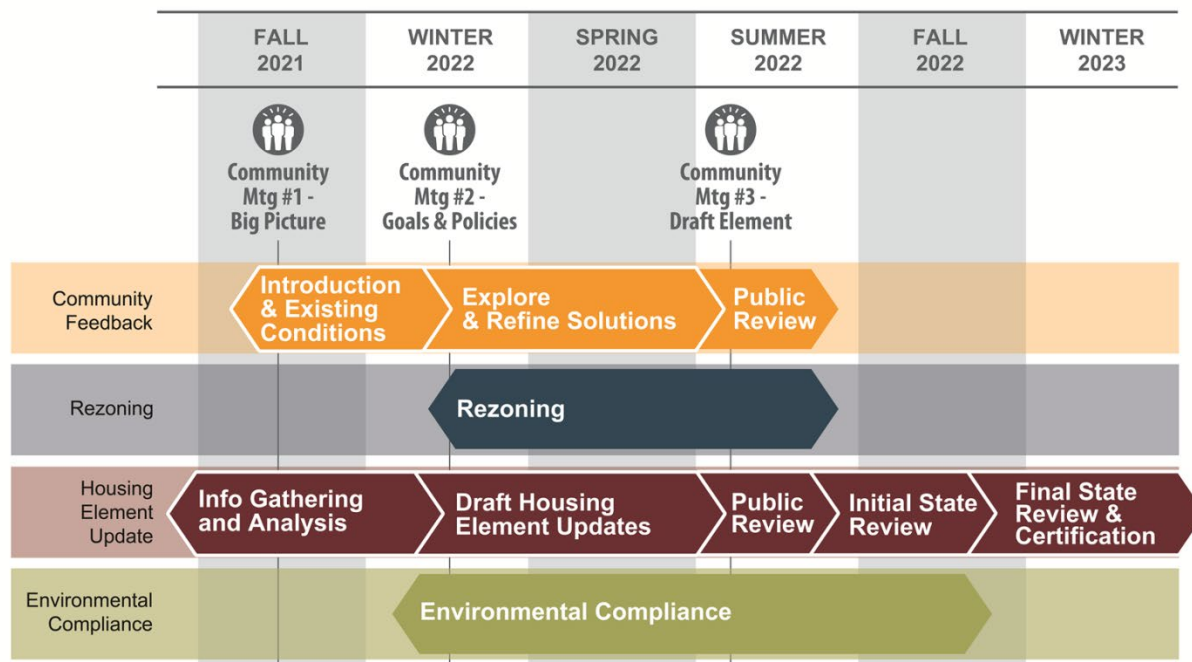 FALL
2021
WINTER
2022
SPRING
2022
SUMMER
2022
FALL
2022
WINTER
2023
Community
Mtg #1 -
Big Picture
Community
Mtg #2 -
Goals & Policies
Community
Mtg #3 -
Draft Element
Community
Feedback
Introduction
& Existing
Conditions
Explore
& Refine Solutions
Public
Review
Rezoning
Rezoning
Housing
Element
Update
Info Gathering
and Analysis
Draft Housing
Element Updates
Public
Review
Initial State
Review
Final State
Review &
Certification
Environmental
Compliance
Environmental Compliance